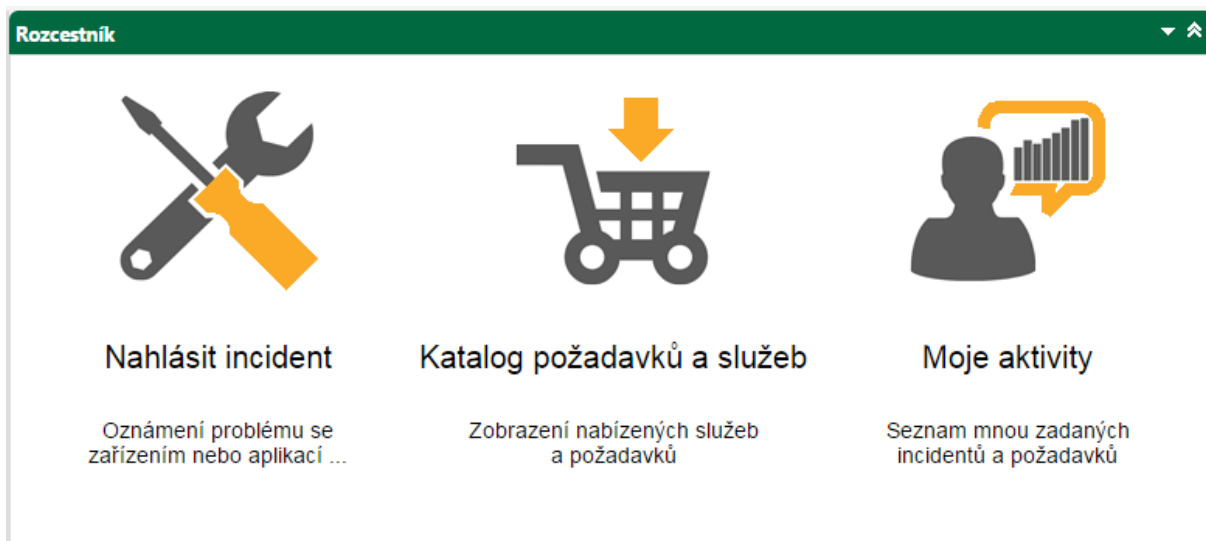 Rozcestník
Nahlásit incident
Oznámení problému se
zařízením nebo aplikací ...
Katalog požadavků a služeb
Zobrazení nabízených služeb
a požadavků
Moje aktivity
Seznam mnou zadaných
incidentů a požadavků